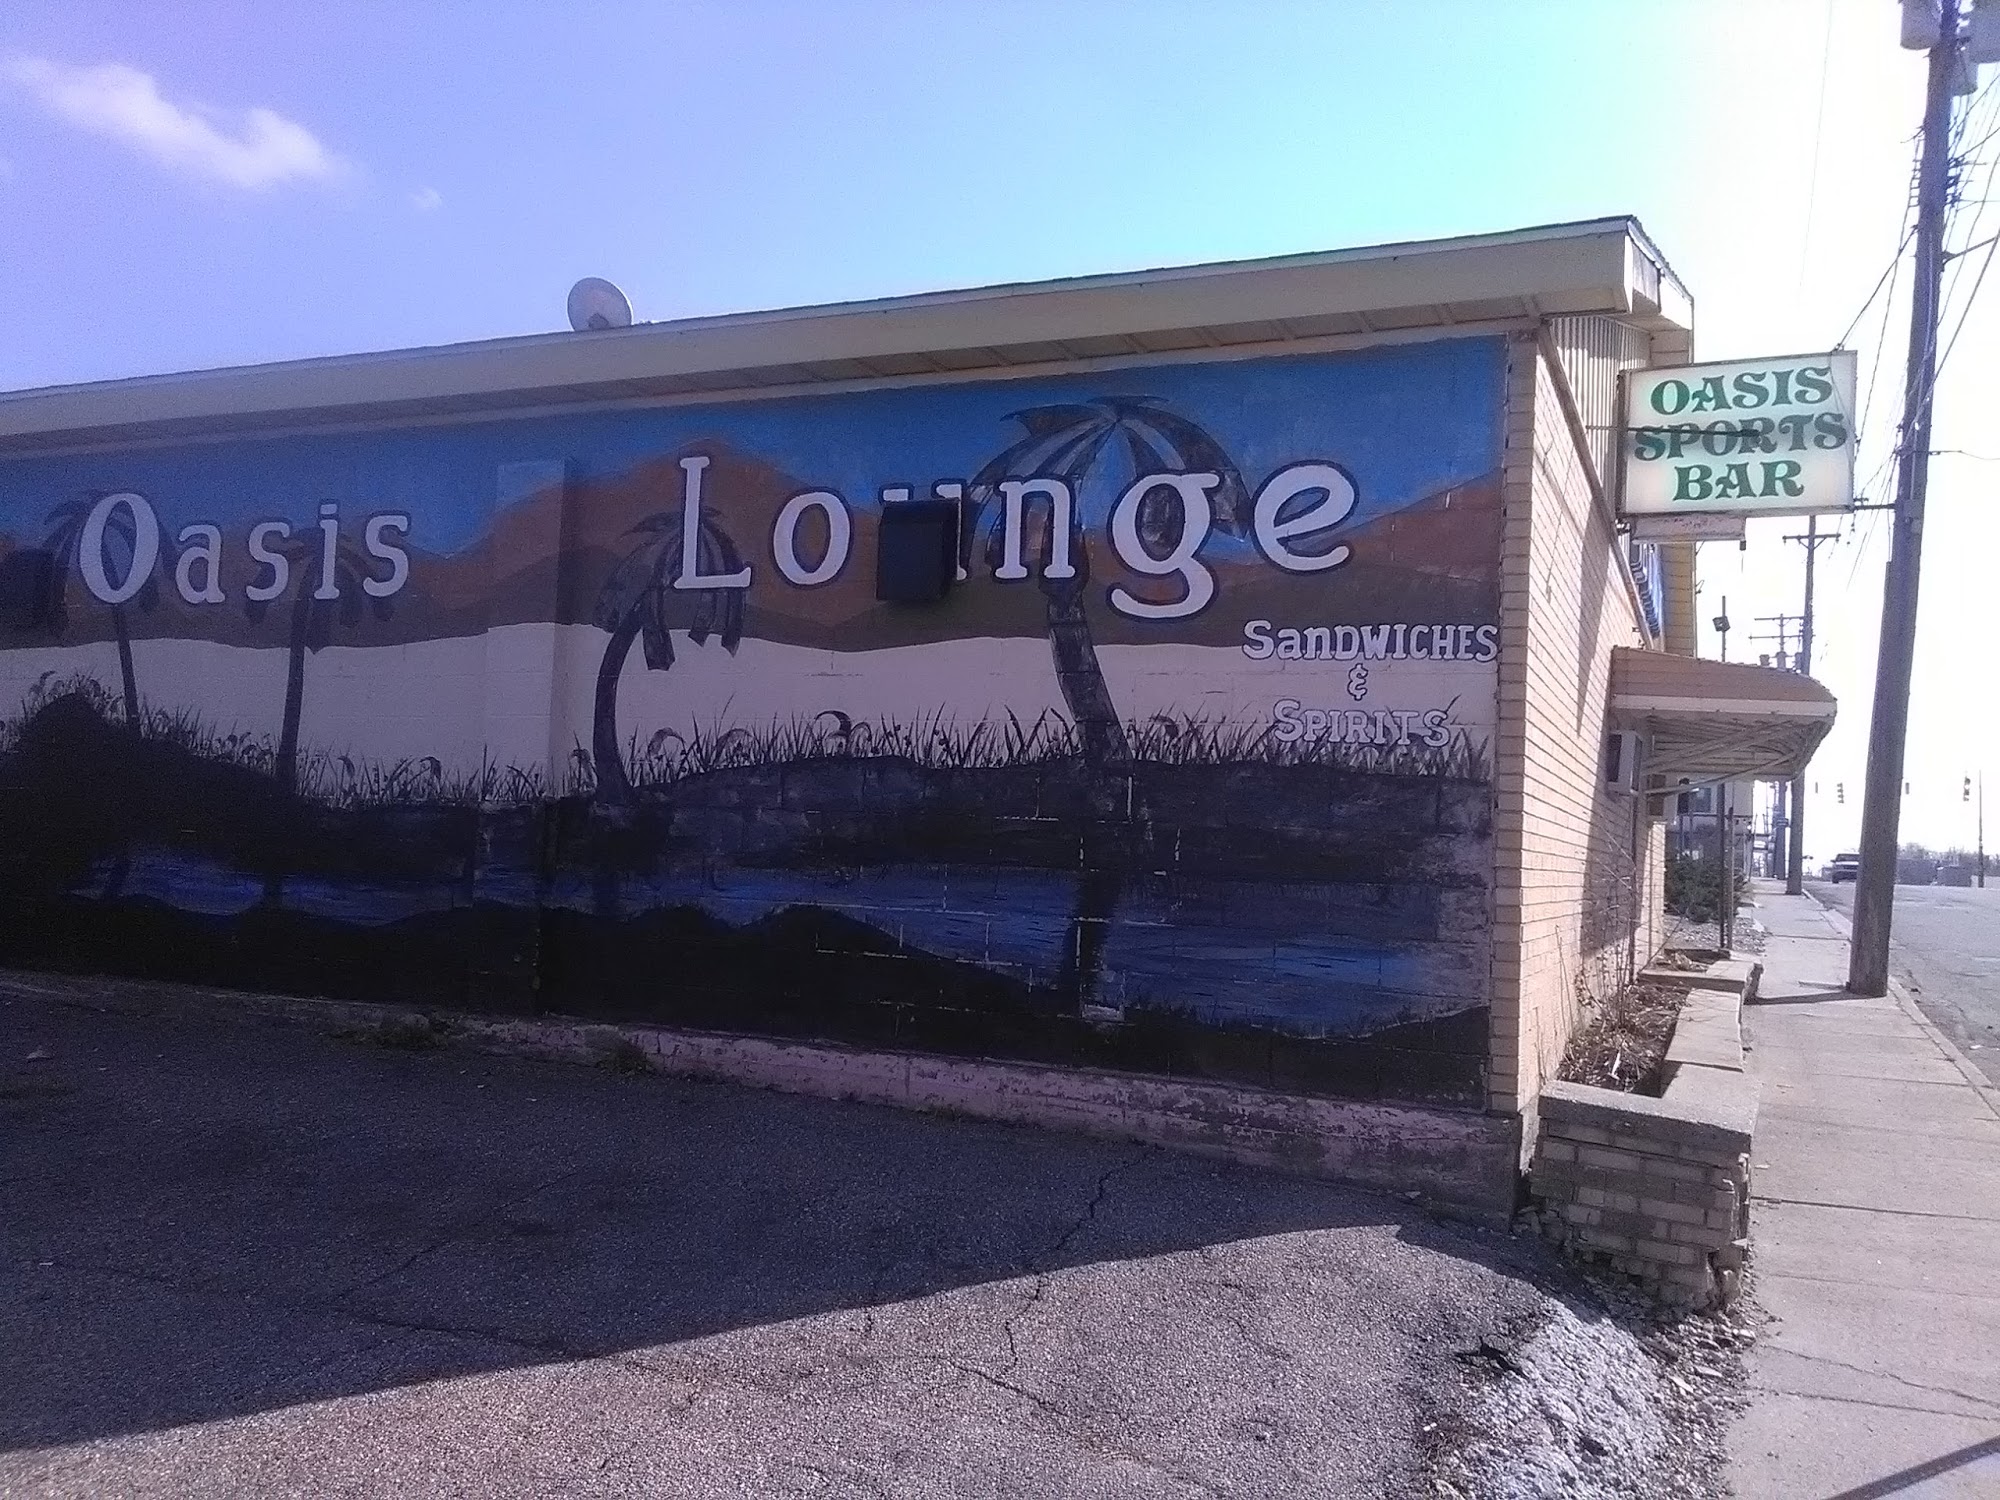 Oasis Lounge
SANDWICHES
&
SPIRITS
OASIS
SPORTS
BAR